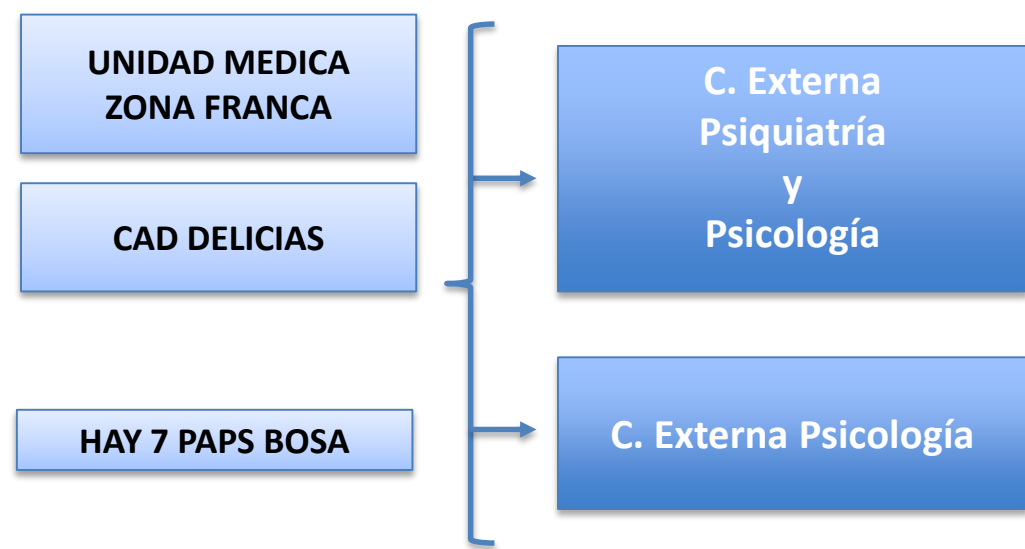 UNIDAD MEDICA
ZONA FRANCA
CAD DELICIAS
HAY 7 PAPS BOSA
C. Externa
Psiquiatría
y
Psicología
C. Externa Psicología